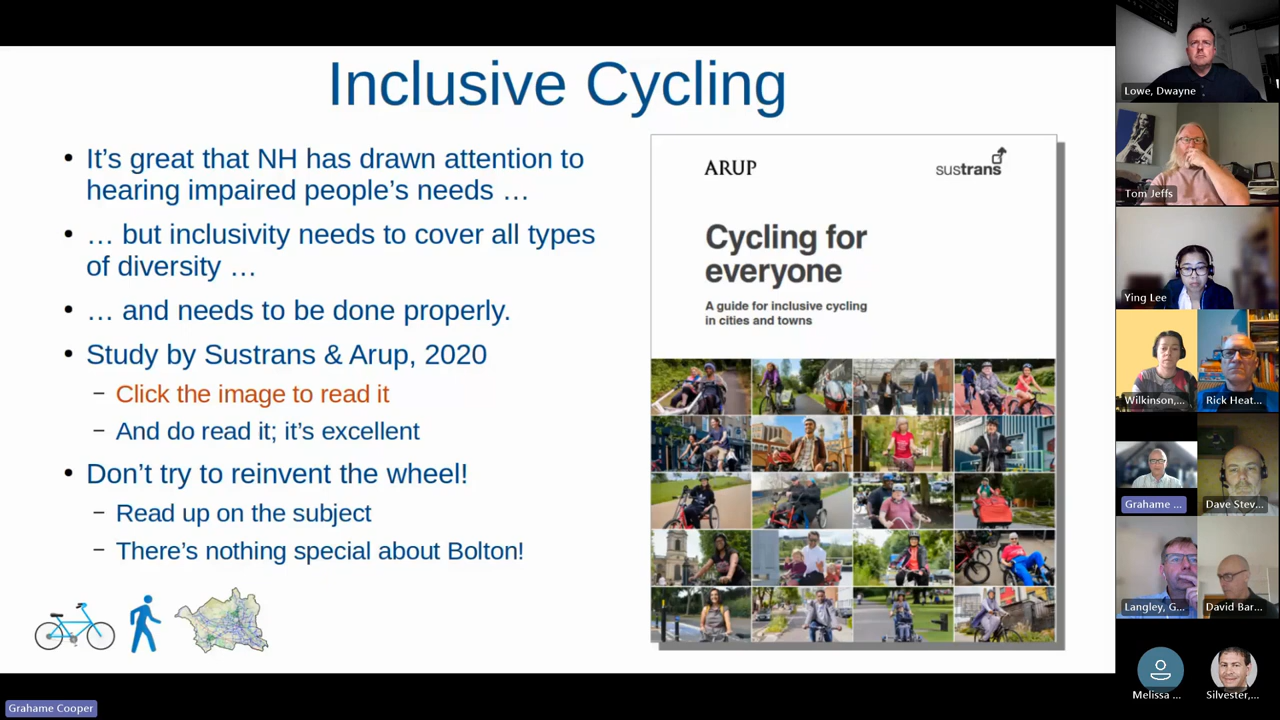 Inclusive Cycling
• It’s great that NH has drawn attention to
hearing impaired people’s needs …
• … but inclusivity needs to cover all types
of diversity …
• … and needs to be done properly.
• Study by Sustrans & Arup, 2020
– Click the image to read it
– And do read it; it’s excellent
• Don’t try to reinvent the wheel!
– Read up on the subject
– There’s nothing special about Bolton!
ARUP
sustrans
Cycling for
everyone
A guide for inclusive cycling
in cities and towns
Lowe, Dwayne
Tom Jeffs
Ying Lee
Wilkinson,...
Rick Heat...
Grahame ...
Dave Stev...
Langley, G...
David Bar...
Melissa ...
Silvester,...
Grahame Cooper